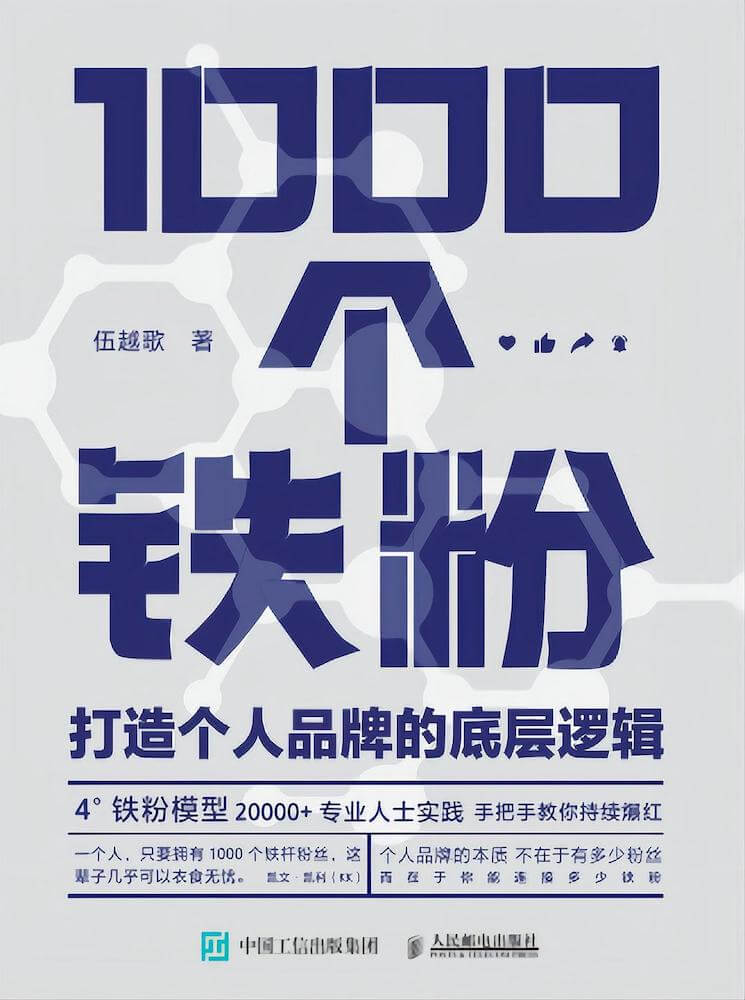 1000
个
伍越歌 著
铁粉
打造个人品牌的底层逻辑
4° 铁粉模型 20000+ 专业人士实践 手把手教你持续爆红
一个人，只要拥有 1000 个铁杆粉丝，这
辈子几乎可以衣食无忧。 凯文·凯利（KK）
个人品牌的本质 不在于有多少粉丝
而在于你能连接多少铁粉
中国工信出版集团
人民邮电出版社